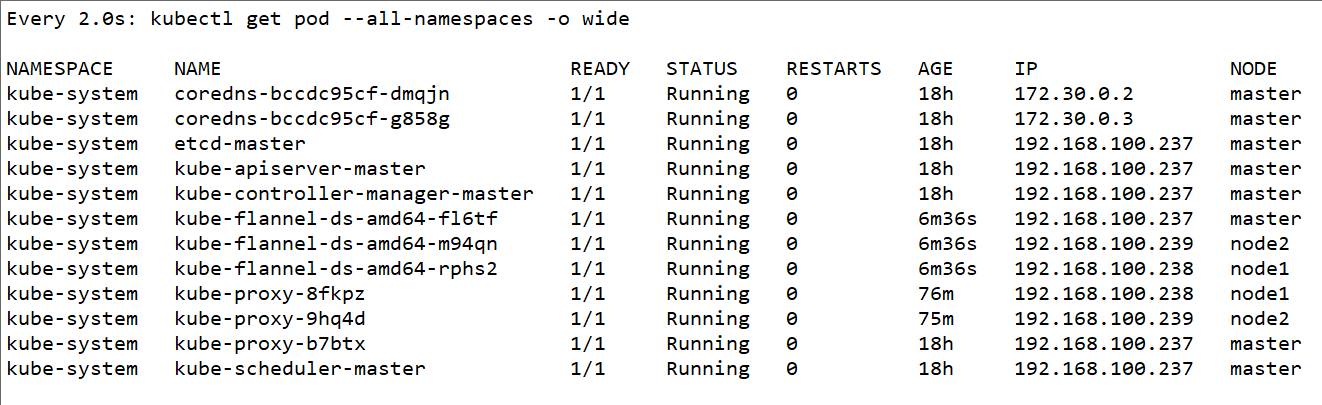 Every 2.0s: kubectl get pod --all-namespaces -o wide
NAMESPACE NAME READY STATUS RESTARTS AGE IP NODE
kube-system coredns-bccdc95cf-dmqjn 1/1 Running 0 18h 172.30.0.2 master
kube-system coredns-bccdc95cf-g858g 1/1 Running 0 18h 172.30.0.3 master
kube-system etcd-master 1/1 Running 0 18h 192.168.100.237 master
kube-system kube-apiserver-master 1/1 Running 0 18h 192.168.100.237 master
kube-system kube-controller-manager-master 1/1 Running 0 18h 192.168.100.237 master
kube-system kube-flannel-ds-amd64-fl6tf 1/1 Running 0 6m36s 192.168.100.237 master
kube-system kube-flannel-ds-amd64-m94qn 1/1 Running 0 6m36s 192.168.100.239 node2
kube-system kube-flannel-ds-amd64-rphs2 1/1 Running 0 6m36s 192.168.100.238 node1
kube-system kube-proxy-8fkpz 1/1 Running 0 76m 192.168.100.238 node1
kube-system kube-proxy-9hq4d 1/1 Running 0 75m 192.168.100.239 node2
kube-system kube-proxy-b7btx 1/1 Running 0 18h 192.168.100.237 master
kube-system kube-scheduler-master 1/1 Running 0 18h 192.168.100.237 master